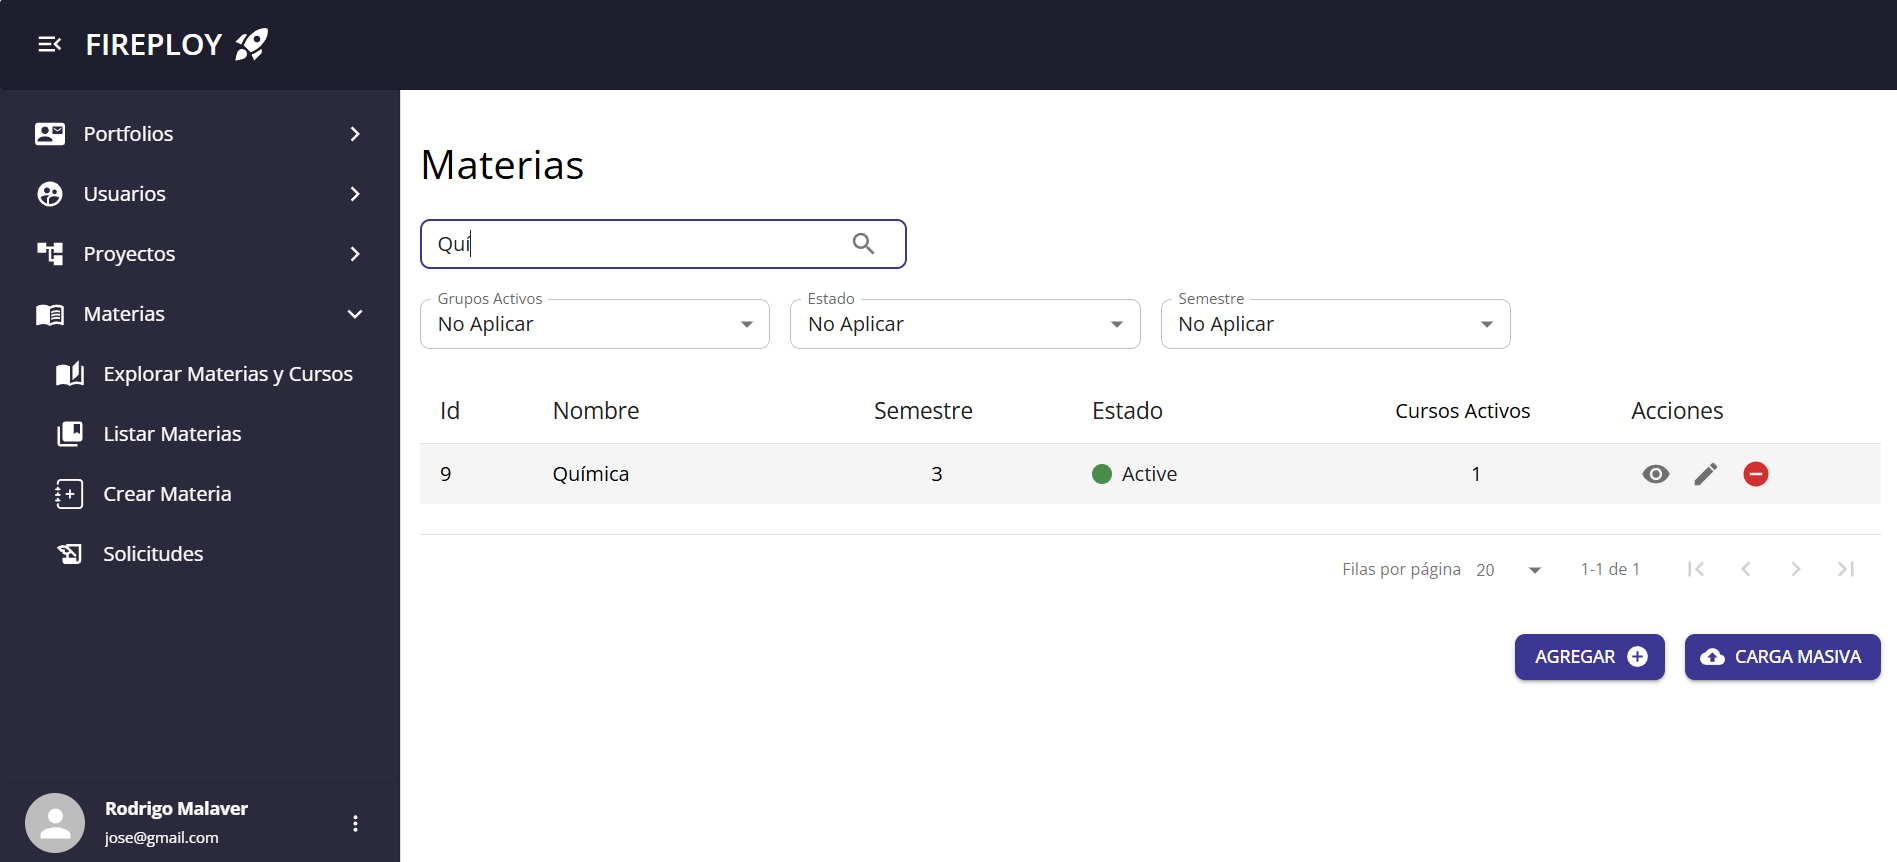 FIREPLOY
Portfolios
Usuarios
Proyectos
Materias
Explorar Materias y Cursos
Listar Materias
Crear Materia
Solicitudes
Rodrigo Malaver
jose@gmail.com
Materias
Quí
Grupos Activos
No Aplicar
Estado
No Aplicar
Semestre
No Aplicar
Id Nombre Semestre Estado Cursos Activos Acciones
9 Química 3 Active 1
Filas por página 20 1-1 de 1
AGREGAR
CARGA MASIVA